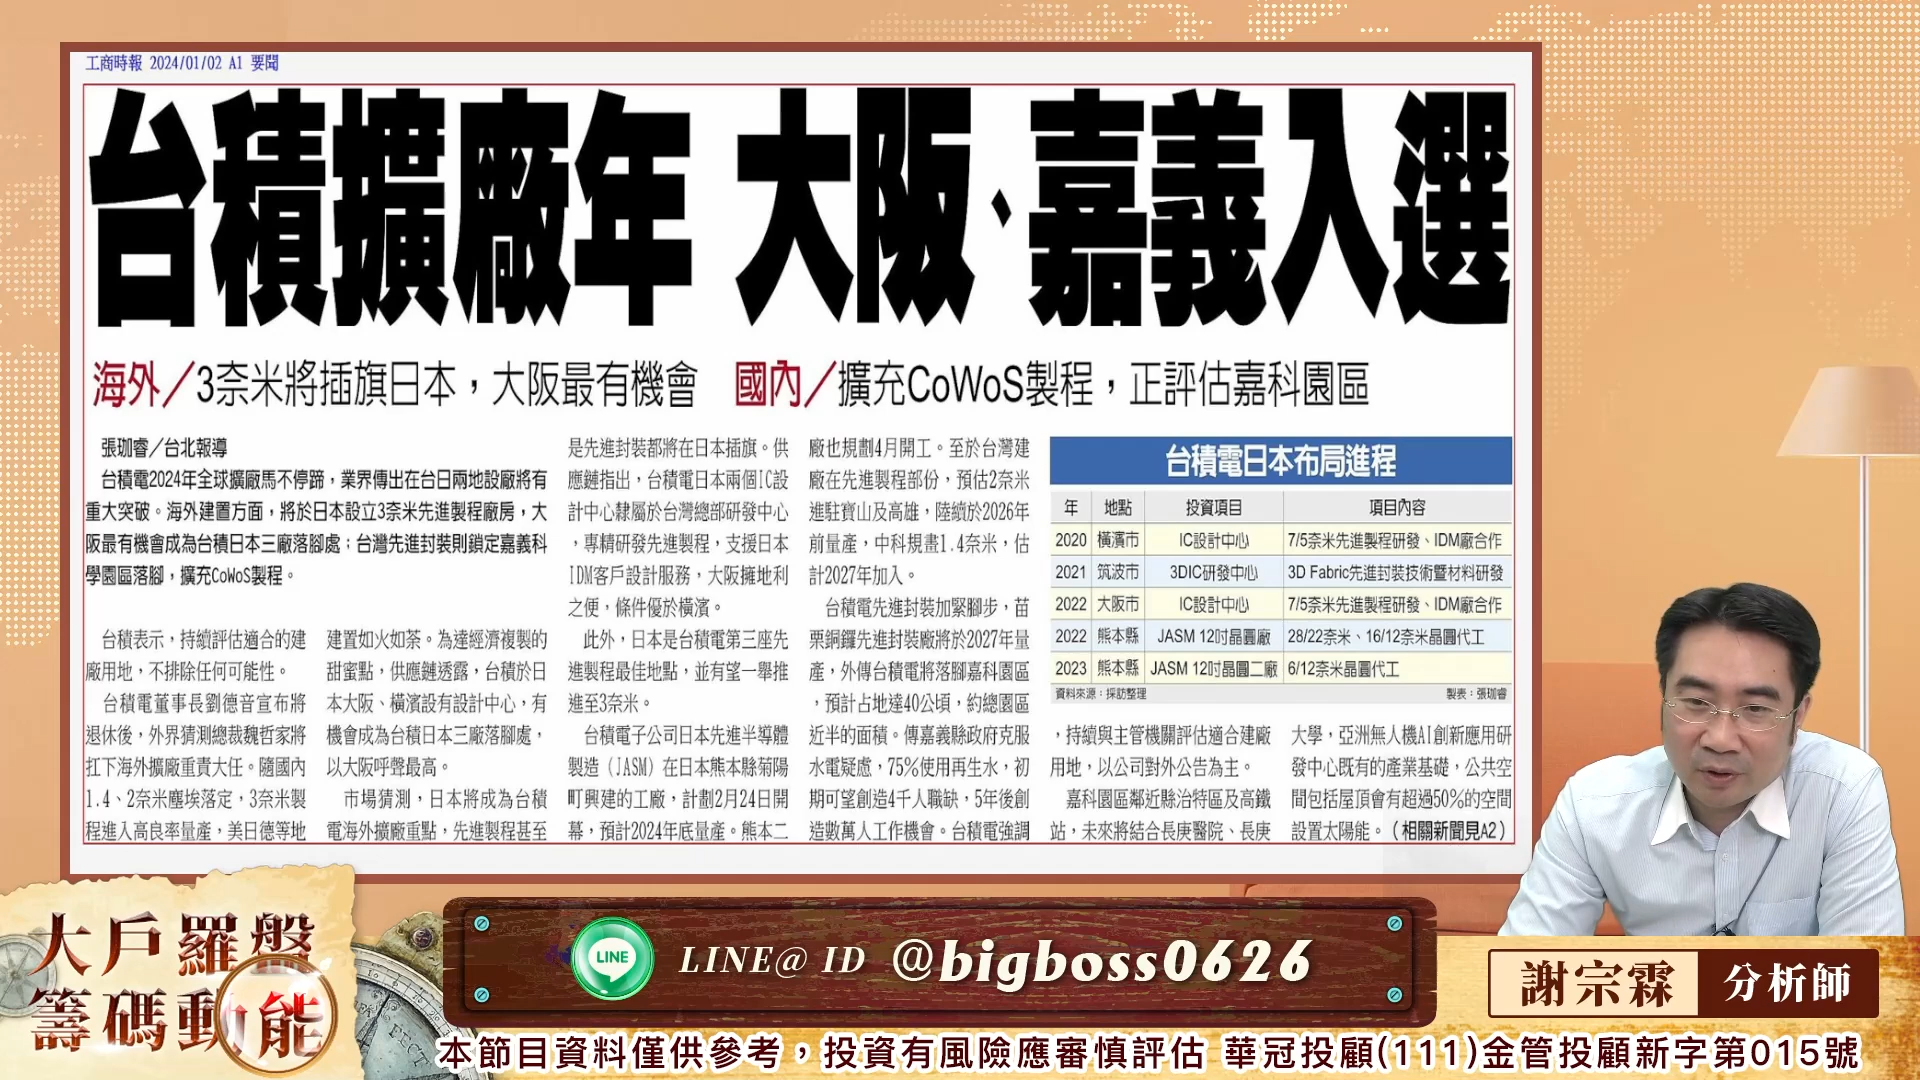 工商時報 2024/01/02 A1 要聞
台積擴廠年 大阪、嘉義入選
海外／3奈米將插旗日本，大阪最有機會 國內／擴充CoWoS製程，正評估嘉科園區
張珈睿／台北報導
台積電2024年全球擴廠馬不停蹄，業界傳出在台日兩地設廠將有
重大突破。海外建置方面，將於日本設立3奈米先進製程廠房，大
阪最有機會成為台積日本三廠落腳處；台灣先進封裝則鎖定嘉義科
學園區落腳，擴充CoWoS製程。
台積表示，持續評估適合的建
廠用地，不排除任何可能性。
台積電董事長劉德音宣布將
退休後，外界猜測總裁魏哲家將
扛下海外擴廠重責大任。隨國內
1.4、2奈米塵埃落定，3奈米製
程進入高良率量產，美日德等地
建置如火如荼。為達經濟複製的
甜蜜點，供應鏈透露，台積於日
本大阪、橫濱設有設計中心，有
機會成為台積日本三廠落腳處，
以大阪呼聲最高。
市場猜測，日本將成為台積
電海外擴廠重點，先進製程甚至
是先進封裝都將在日本插旗。供
應鏈指出，台積電日本兩個IC設
計中心隸屬於台灣總部研發中心
，專精研發先進製程，支援日本
IDM客戶設計服務，大阪擁地利
之便，條件優於橫濱。
此外，日本是台積電第三座先
進製程最佳地點，並有望一舉推
進至3奈米。
台積電子公司日本先進半導體
製造（JASM）在日本熊本縣菊陽
町興建的工廠，計劃2月24日開
幕，預計2024年底量產。熊本二
廠也規劃4月開工。至於台灣建
廠在先進製程部份，預估2奈米
進駐寶山及高雄，陸續於2026年
前量產，中科規畫1.4奈米，估
計2027年加入。
台積電先進封裝加緊腳步，苗
栗銅鑼先進封裝廠將於2027年量
產，外傳台積電將落腳嘉科園區
，預計占地達40公頃，約總園區
近半的面積。傳嘉義縣政府克服
水電疑慮，75%使用再生水，初
期可望創造4千人職缺，5年後創
造數萬人工作機會。台積電強調
台積電日本布局進程
年 地點 投資項目 項目內容
2020 橫濱市 IC設計中心 7/5奈米先進製程研發、IDM廠合作
2021 筑波市 3DIC研發中心 3D Fabric先進封裝技術暨材料研發
2022 大阪市 IC設計中心 7/5奈米先進製程研發、IDM廠合作
2022 熊本縣 JASM 12吋晶圓廠 28/22奈米、16/12奈米晶圓代工
2023 熊本縣 JASM 12吋晶圓二廠 6/12奈米晶圓代工
資料來源：採訪整理 製表：張珈睿
，持續與主管機關評估適合建廠
用地，以公司對外公告為主。
嘉科園區鄰近縣治特區及高鐵
站，未來將結合長庚醫院、長庚
大學，亞洲無人機AI創新應用研
發中心既有的產業基礎，公共空
間包括屋頂會有超過50%的空間
設置太陽能。（相關新聞見A2）
大戶羅盤
籌碼動能
LINE
LINE@ ID @bigboss0626
謝宗霖 分析師
本節目資料僅供參考，投資有風險應審慎評估 華冠投顧(111)金管投顧新字第015號